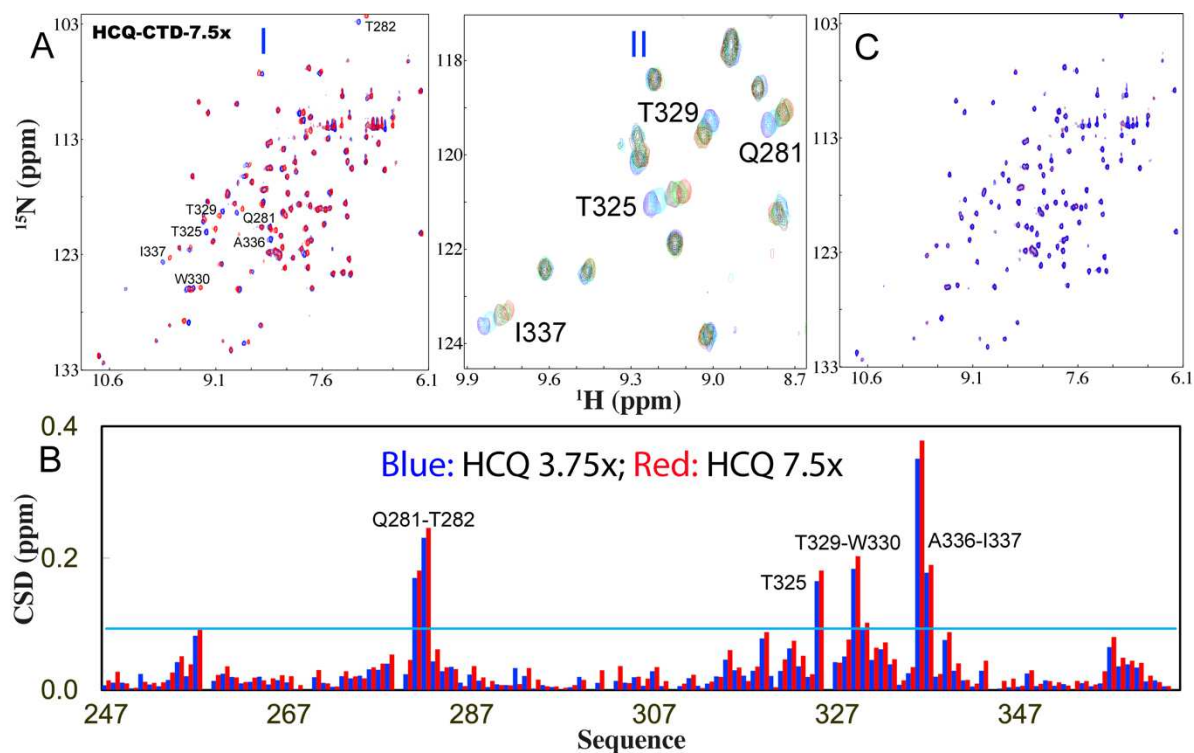 A
HCQ-CTD-7.5x
I
T282
T329
T325
Q281
A336
I337
W330
103
113
123
133
10.6
9.1
7.6
6.1
¹⁵N (ppm)
II
T329
Q281
T325
I337
118
120
122
124
9.9
9.6
9.3
9.0
8.7
¹H (ppm)
C
103
113
123
133
10.6
9.1
7.6
6.1
B
Blue: HCQ 3.75x; Red: HCQ 7.5x
Q281-T282
T325
T329-W330
A336-I337
0.4
0.2
0.0
CSD (ppm)
247
267
287
307
327
347
Sequence